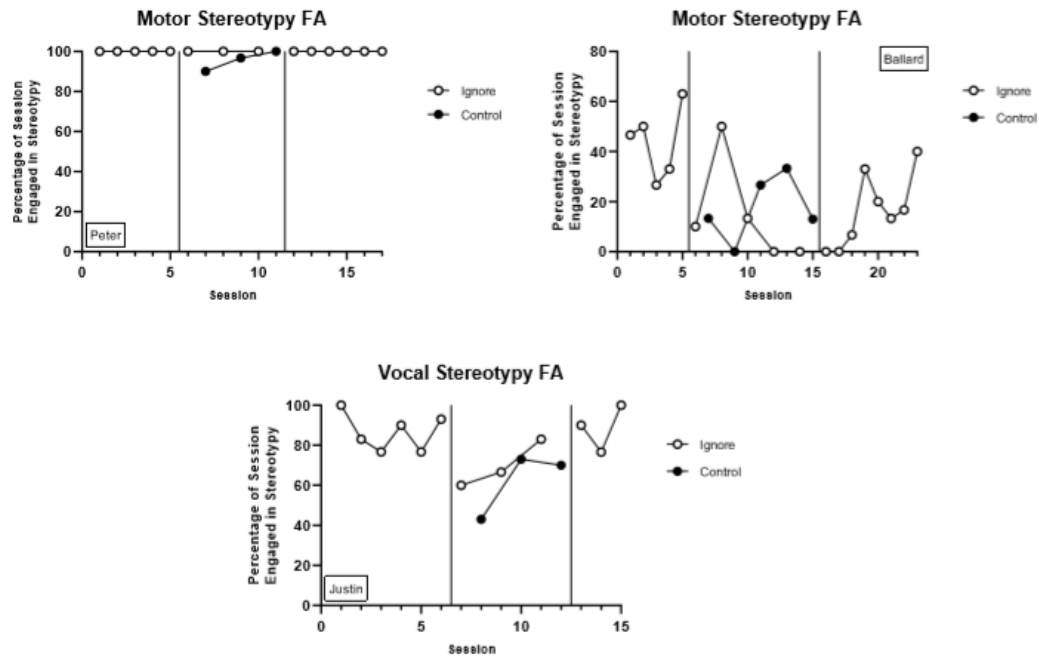 Motor Stereotypy FA
Percentage of Session
Engaged in Stereotypy
100
80
60
40
20
0
0 5 10 15
Session
Peter
Ignore
Control
Motor Stereotypy FA
Percentage of Session
Engaged in Stereotypy
80
60
40
20
0
0 5 10 15 20
Session
Ballard
Ignore
Control
Vocal Stereotypy FA
Percentage of Session
Engaged in Stereotypy
100
80
60
40
20
0
0 5 10 15
Session
Justin
Ignore
Control